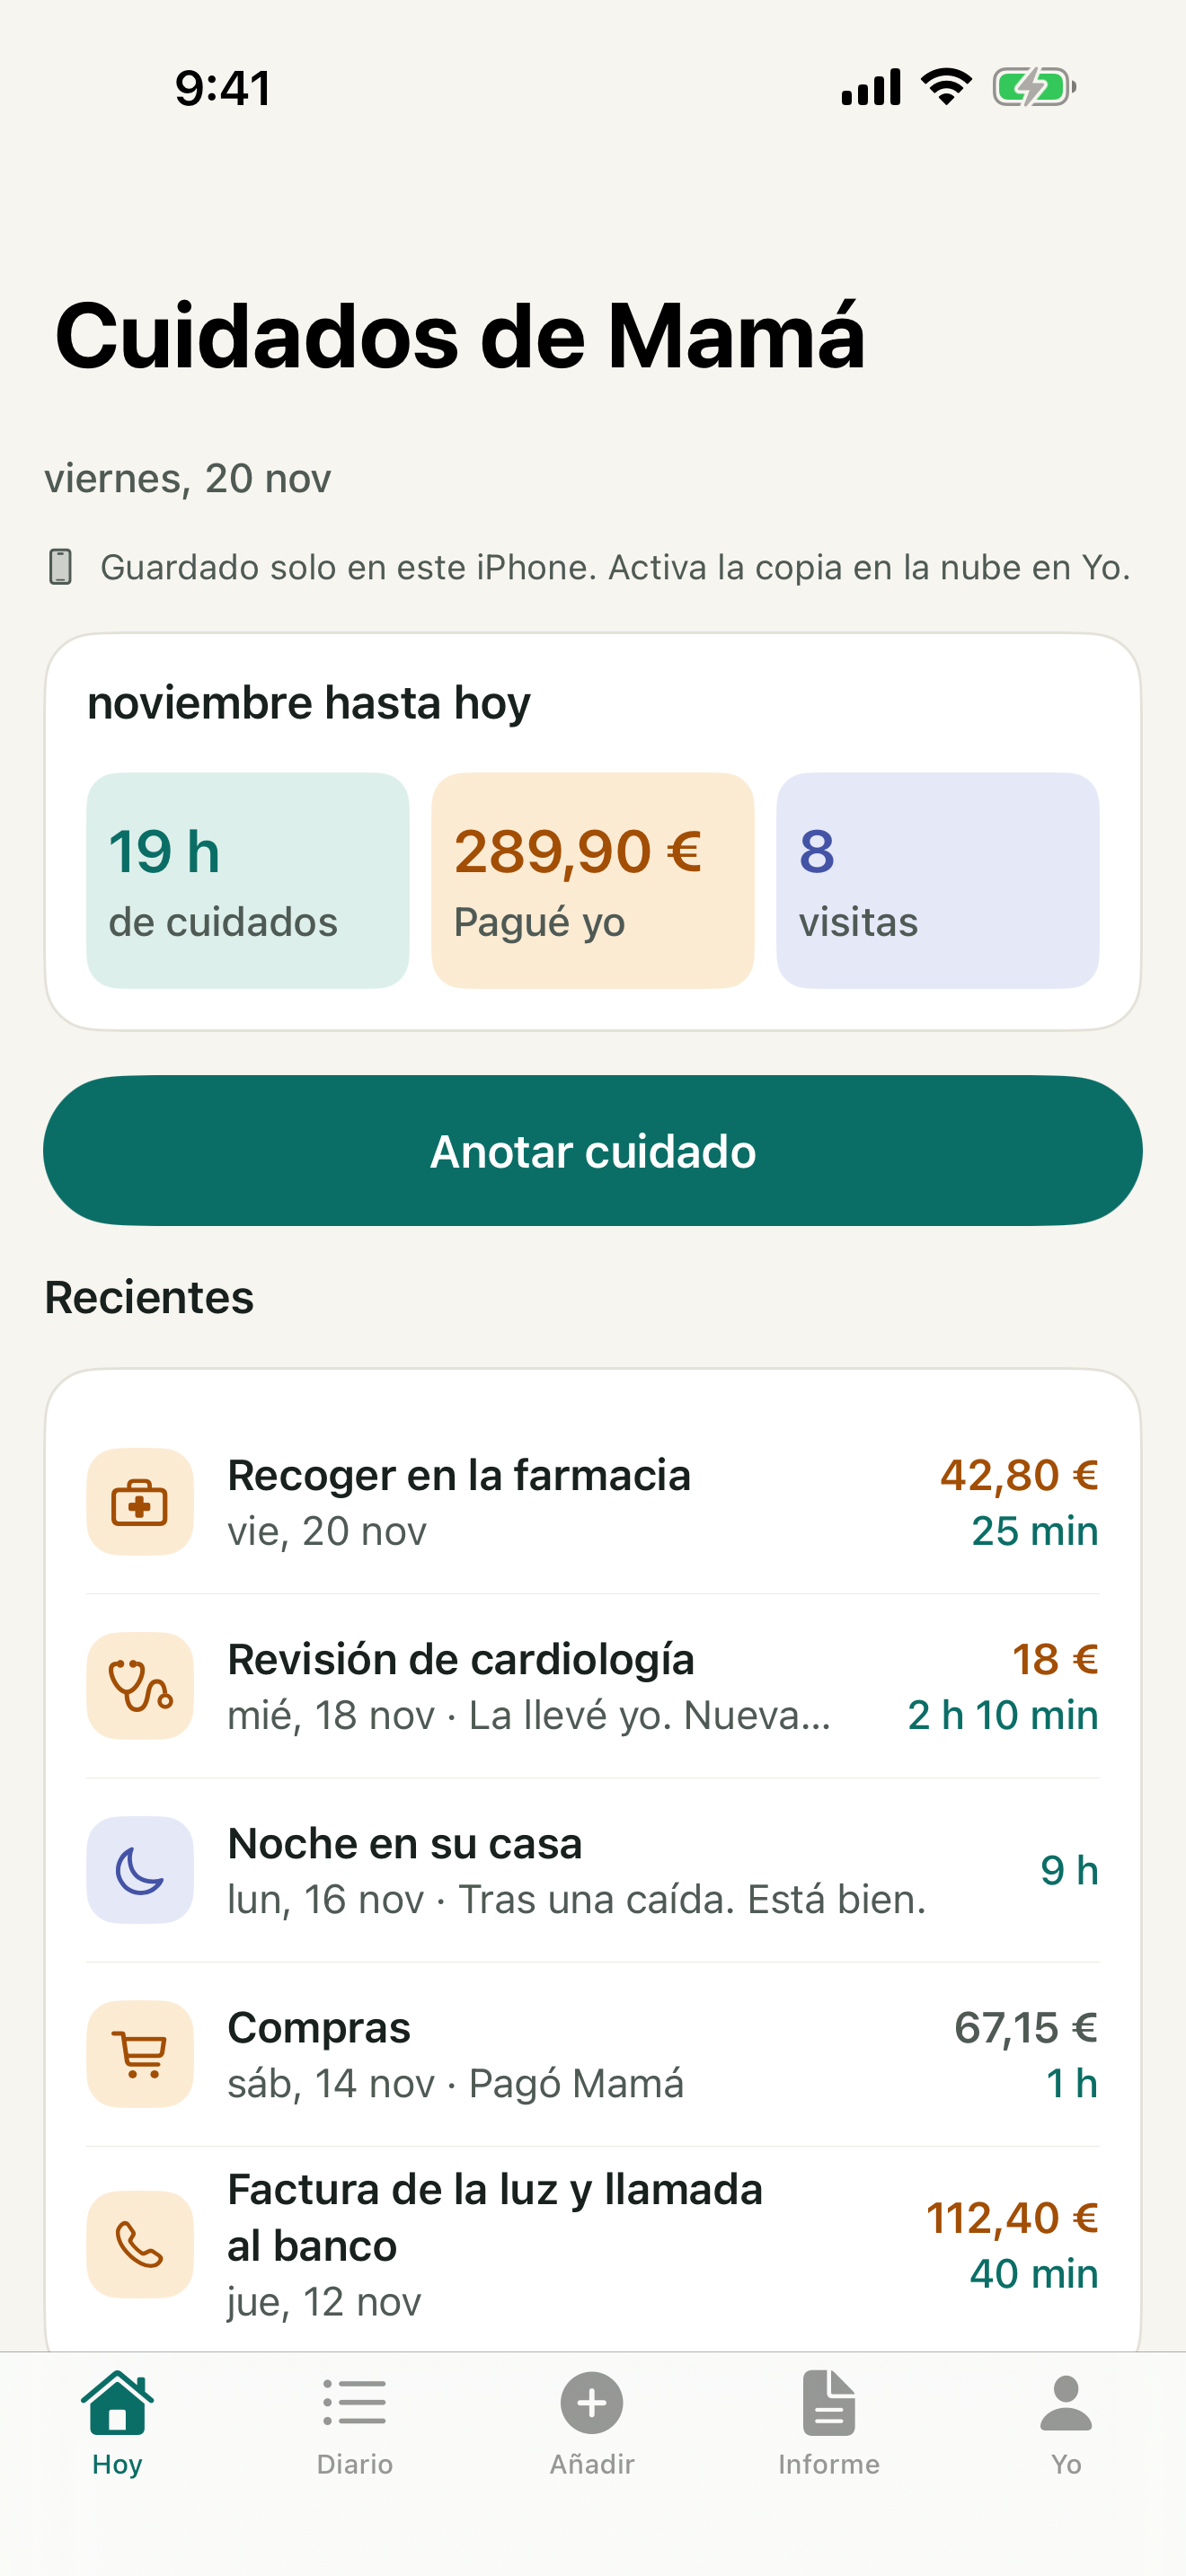 9:41
Cuidados de Mamá
viernes, 20 nov
Guardado solo en este iPhone. Activa la copia en la nube en Yo.
noviembre hasta hoy
19 h
de cuidados
289,90 €
Pagué yo
8
visitas
Anotar cuidado
Recientes
Recoger en la farmacia
vie, 20 nov
42,80 €
25 min
Revisión de cardiología
mié, 18 nov · La llevé yo. Nueva...
18 €
2 h 10 min
Noche en su casa
lun, 16 nov · Tras una caída. Está bien.
9 h
Compras
sáb, 14 nov · Pagó Mamá
67,15 €
1 h
Factura de la luz y llamada
al banco
jue, 12 nov
112,40 €
40 min
Hoy
Diario
Añadir
Informe
Yo